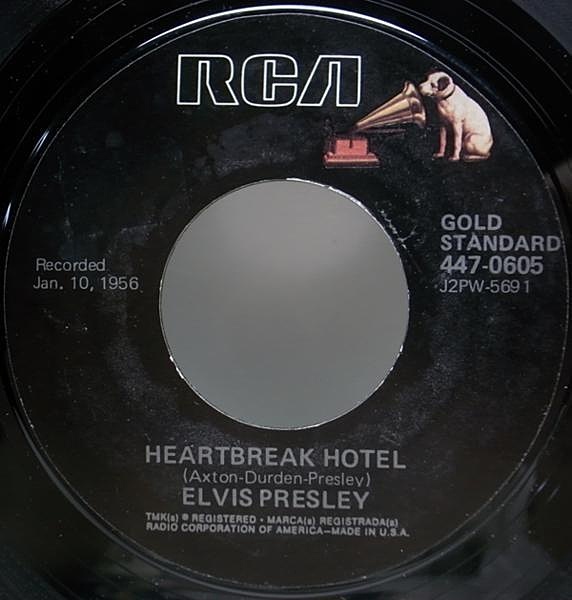 RCA
GOLD
STANDARD
447-0605
J2PW-5691
Recorded
Jan. 10, 1956
HEARTBREAK HOTEL
(Axton-Durden-Presley)
ELVIS PRESLEY
TMK(s) ® REGISTERED • MARCA(s) REGISTRADA(s)
RADIO CORPORATION OF AMERICA—MADE IN U.S.A.